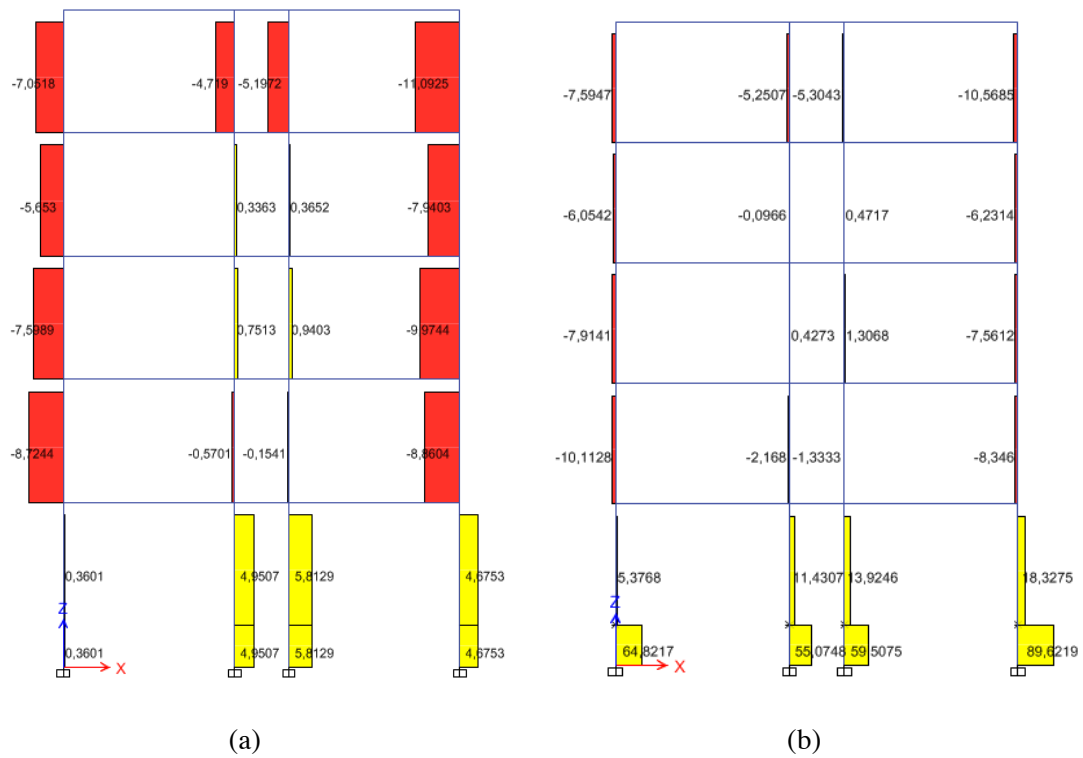 -7,0518 -4,719 -5,1972 -11,0925
-5,653 0,3363 0,3652 -7,9403
-7,5989 0,7513 0,9403 -9,9744
-8,7244 -0,5701 -0,1541 -8,8604
0,3601 4,9507 5,8129 4,6753
Z
0,3601 4,9507 5,8129 4,6753
X
(a)
-7,5947 -5,2507 -5,3043 -10,5685
-6,0542 -0,0966 0,4717 -6,2314
-7,9141 0,4273 1,3068 -7,5612
-10,1128 -2,168 -1,3333 -8,346
5,3768 11,4307 13,9246 18,3275
Z
64,8217 55,0748 59,5075 89,6219
X
(b)